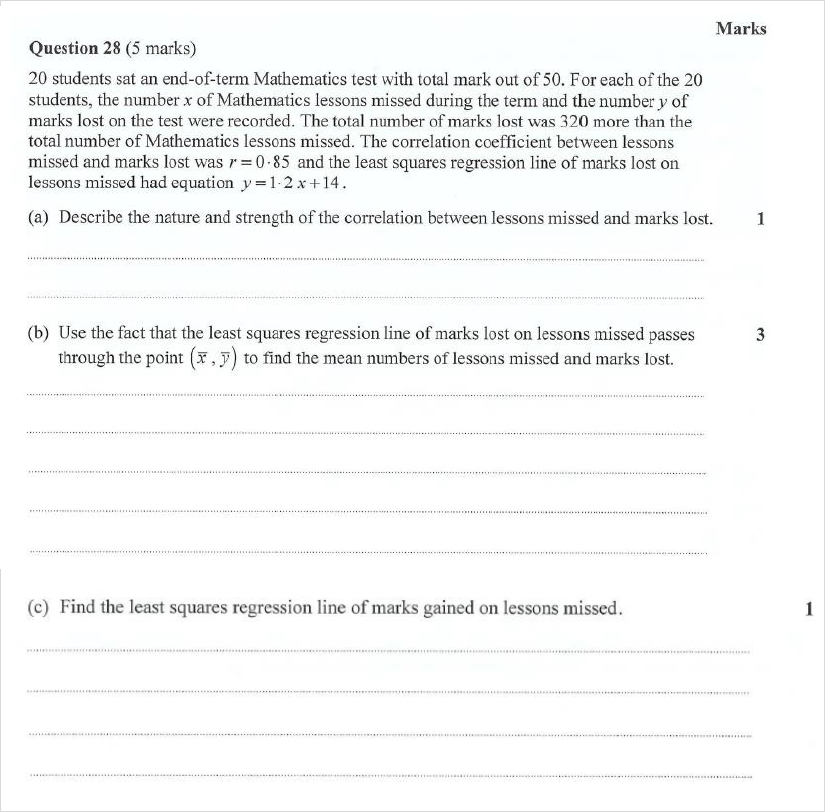 Marks
Question 28 (5 marks)
20 students sat an end-of-term Mathematics test with total mark out of 50. For each of the 20
students, the number x of Mathematics lessons missed during the term and the number y of
marks lost on the test were recorded. The total number of marks lost was 320 more than the
total number of Mathematics lessons missed. The correlation coefficient between lessons
missed and marks lost was r = 0·85 and the least squares regression line of marks lost on
lessons missed had equation y = 1·2 x + 14.
(a) Describe the nature and strength of the correlation between lessons missed and marks lost. 1
(b) Use the fact that the least squares regression line of marks lost on lessons missed passes 3
through the point (x̅, y̅) to find the mean numbers of lessons missed and marks lost.
(c) Find the least squares regression line of marks gained on lessons missed. 1